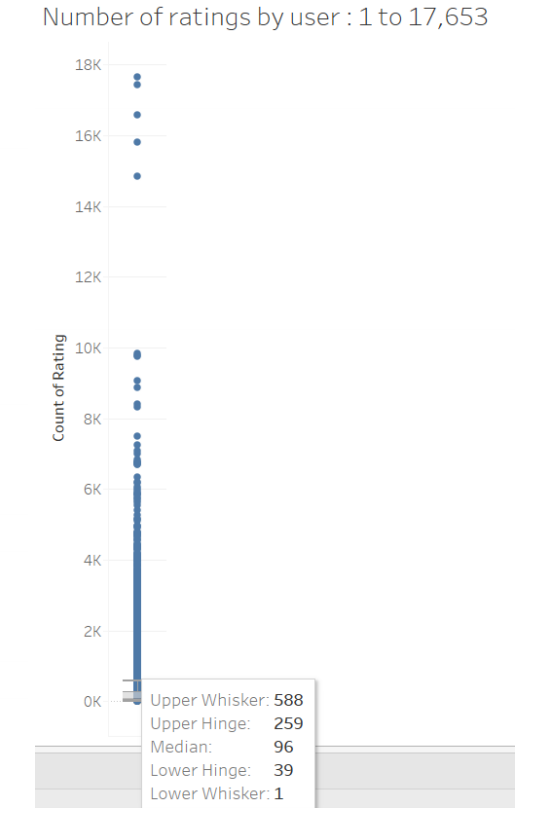 Number of ratings by user : 1 to 17,653
18K
16K
14K
12K
10K
8K
6K
4K
2K
0K
Count of Rating
Upper Whisker: 588
Upper Hinge: 259
Median: 96
Lower Hinge: 39
Lower Whisker: 1